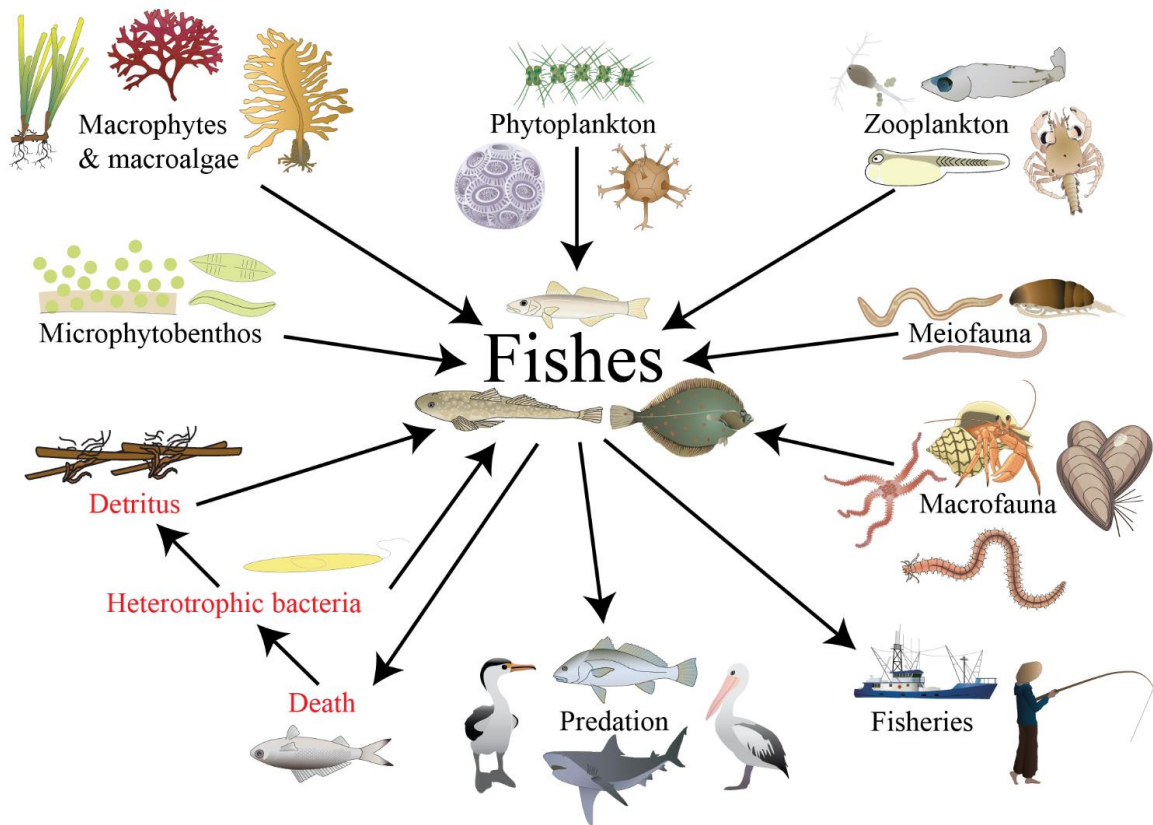 Macrophytes
& macroalgae
Phytoplankton
Zooplankton
Microphytobenthos
Fishes
Meiofauna
Detritus
Macrofauna
Heterotrophic bacteria
Death
Predation
Fisheries